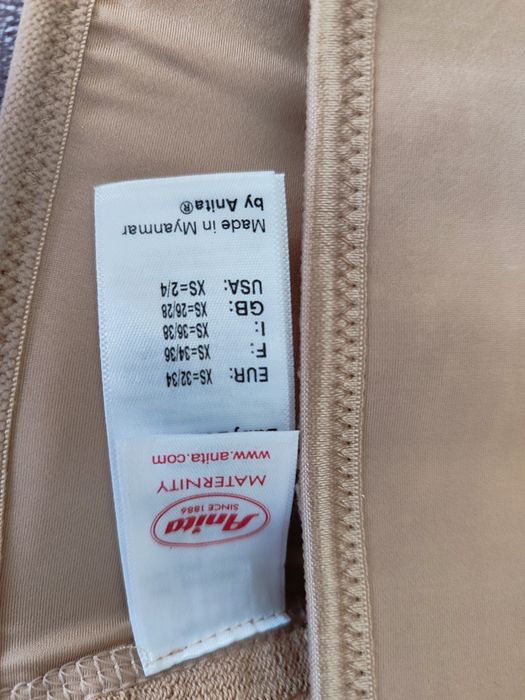 Anita
SINCE 1886
MATERNITY
www.anita.com
EUR: XS=32/34
F: XS=34/36
I: XS=36/38
GB: XS=26/28
USA: XS=2/4
Made in Myanmar
by Anita®